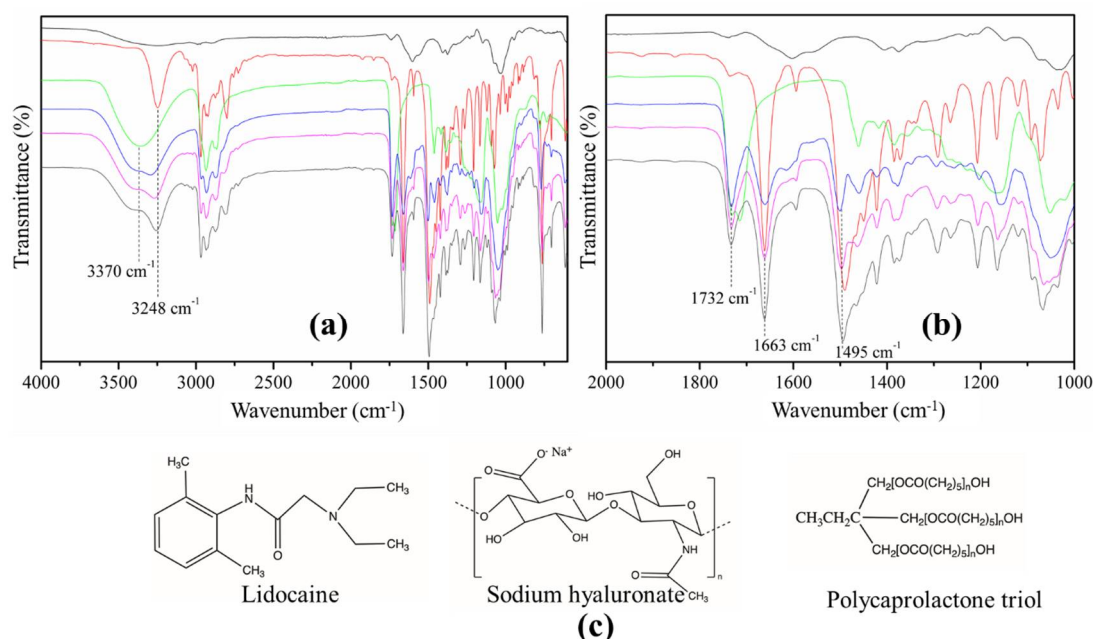 Transmittance (%)
3370 cm⁻¹
3248 cm⁻¹
(a)
4000 3500 3000 2500 2000 1500 1000
Wavenumber (cm⁻¹)
Transmittance (%)
1732 cm⁻¹
1663 cm⁻¹
1495 cm⁻¹
(b)
2000 1800 1600 1400 1200 1000
Wavenumber (cm⁻¹)
H₃C
H
N
O
N
CH₃
CH₃
CH₃
Lidocaine
O⁻ Na⁺
O
O
O
HO
OH
O
OH
HO
O
NH
O
CH₃
n
Sodium hyaluronate
CH₂[OCO(CH₂)₅]ₙOH
CH₃CH₂C
CH₂[OCO(CH₂)₅]ₙOH
CH₂[OCO(CH₂)₅]ₙOH
Polycaprolactone triol
(c)